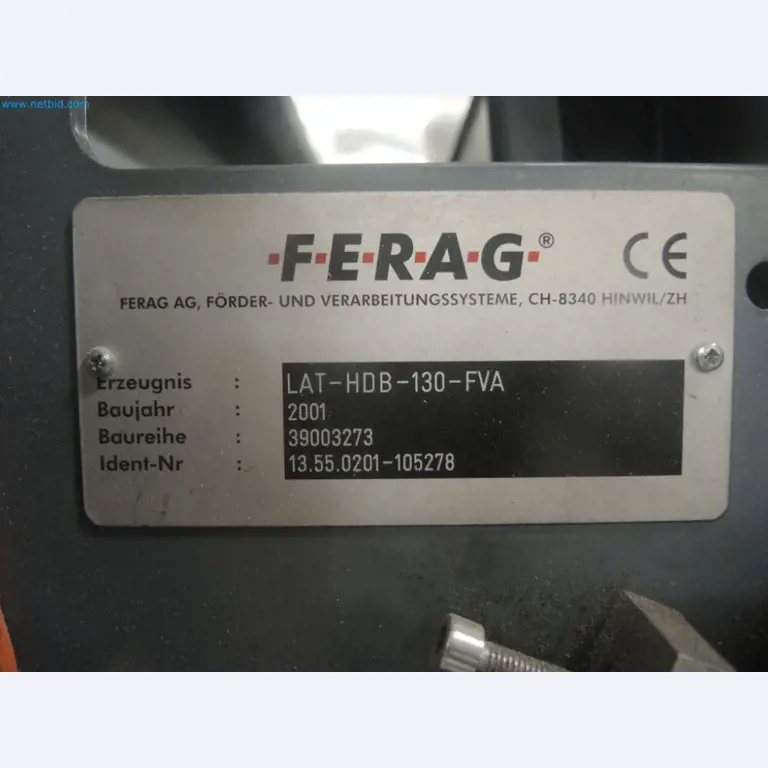 www.netbid.com
·F·E·R·A·G·® CE
FERAG AG, FÖRDER- UND VERARBEITUNGSSYSTEME, CH-8340 HINWIL/ZH
Erzeugnis : LAT-HDB-130-FVA
Baujahr : 2001
Baureihe : 39003273
Ident-Nr : 13.55.0201-105278